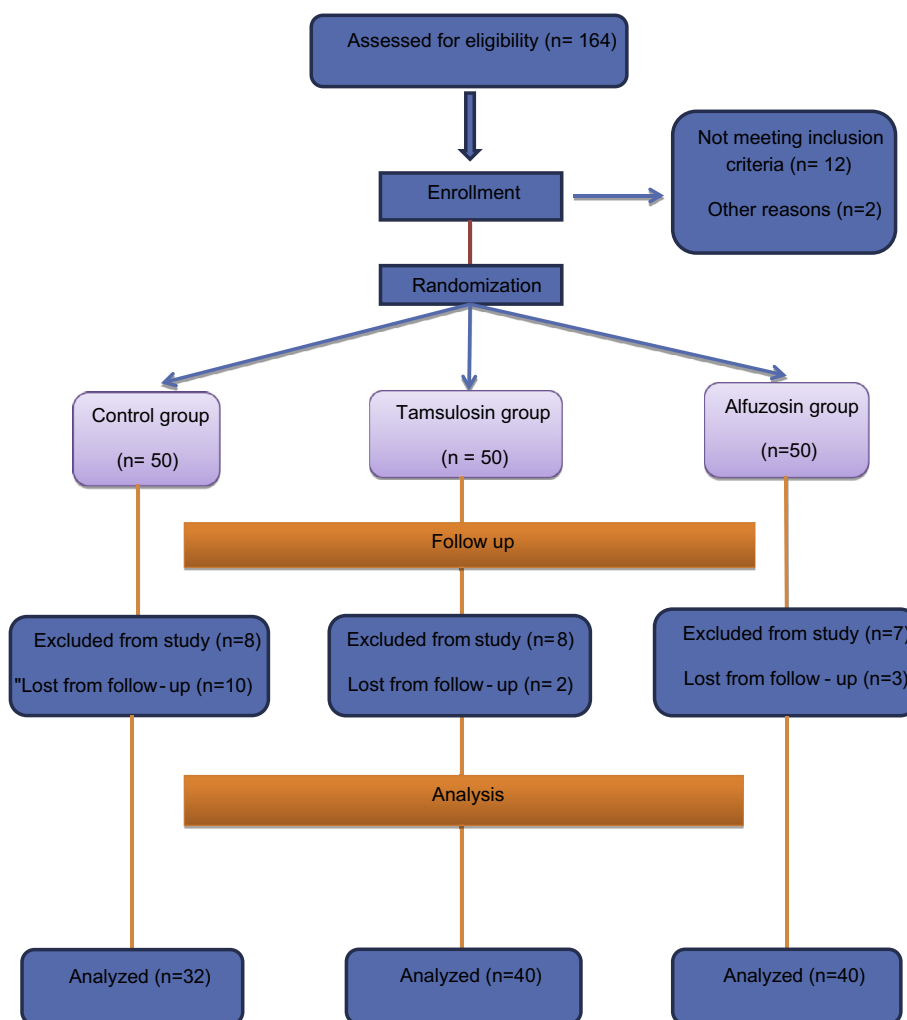 Assessed for eligibility (n= 164)
Not meeting inclusion
criteria (n= 12)
Other reasons (n=2)
Enrollment
Randomization
Control group
(n= 50)
Tamsulosin group
(n = 50)
Alfuzosin group
(n=50)
Follow up
Excluded from study (n=8)
"Lost from follow-up (n=10)
Excluded from study (n=8)
Lost from follow-up (n= 2)
Excluded from study (n=7)
Lost from follow - up (n=3)
Analysis
Analyzed (n=32)
Analyzed (n=40)
Analyzed (n=40)